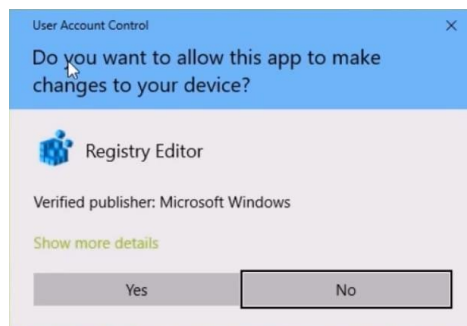 User Account Control
Do you want to allow this app to make
changes to your device?
Registry Editor
Verified publisher: Microsoft Windows
Show more details
Yes No